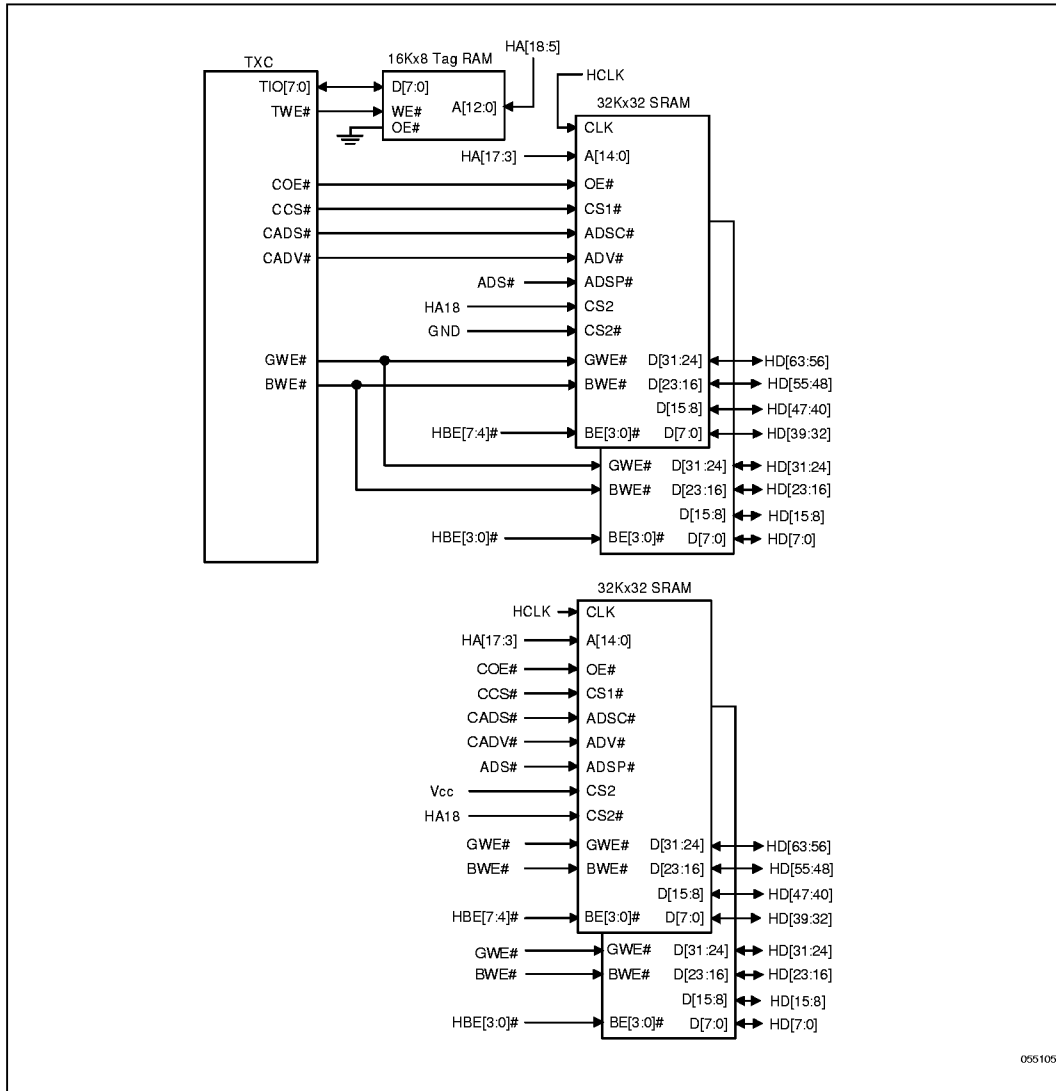 HA[18:5]
TXC
16Kx8 Tag RAM
HCLK
TIO[7:0] D[7:0]
A[12:0]
TWE# WE#
OE#
32Kx32 SRAM
CLK
HA[17:3] A[14:0]
COE# OE#
CCS# CS1#
CADS# ADSC#
CADV# ADV#
ADS# ADSP#
HA18 CS2
GND CS2#
GWE# GWE# D[31:24] HD[63:56]
BWE# BWE# D[23:16] HD[55:48]
D[15:8] HD[47:40]
HBE[7:4]# BE[3:0]# D[7:0] HD[39:32]
GWE# D[31:24] HD[31:24]
BWE# D[23:16] HD[23:16]
D[15:8] HD[15:8]
HBE[3:0]# BE[3:0]# D[7:0] HD[7:0]
32Kx32 SRAM
HCLK CLK
HA[17:3] A[14:0]
COE# OE#
CCS# CS1#
CADS# ADSC#
CADV# ADV#
ADS# ADSP#
Vcc CS2
HA18 CS2#
GWE# GWE# D[31:24] HD[63:56]
BWE# BWE# D[23:16] HD[55:48]
D[15:8] HD[47:40]
HBE[7:4]# BE[3:0]# D[7:0] HD[39:32]
GWE# GWE# D[31:24] HD[31:24]
BWE# BWE# D[23:16] HD[23:16]
D[15:8] HD[15:8]
HBE[3:0]# BE[3:0]# D[7:0] HD[7:0]
055105